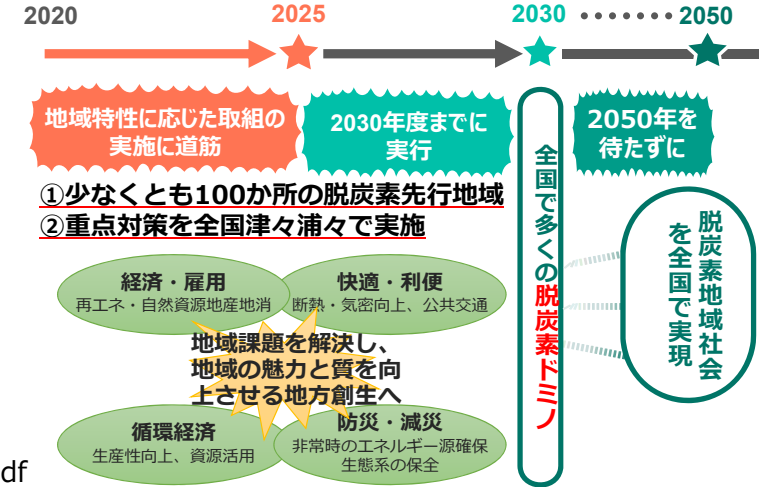 2020
2025
2030 ・・・・・・・ 2050
地域特性に応じた取組の
実施に道筋
2030年度までに
実行
2050年を
待たずに
①少なくとも100か所の脱炭素先行地域
②重点対策を全国津々浦々で実施
経済・雇用
再エネ・自然資源地産地消
快適・利便
断熱・気密向上、公共交通
地域課題を解決し、
地域の魅力と質を向
上させる地方創生へ
循環経済
生産性向上、資源活用
防災・減災
非常時のエネルギー源確保
生態系の保全
全国で多くの脱炭素ドミノ
脱炭素地域社会
を全国で実現
df